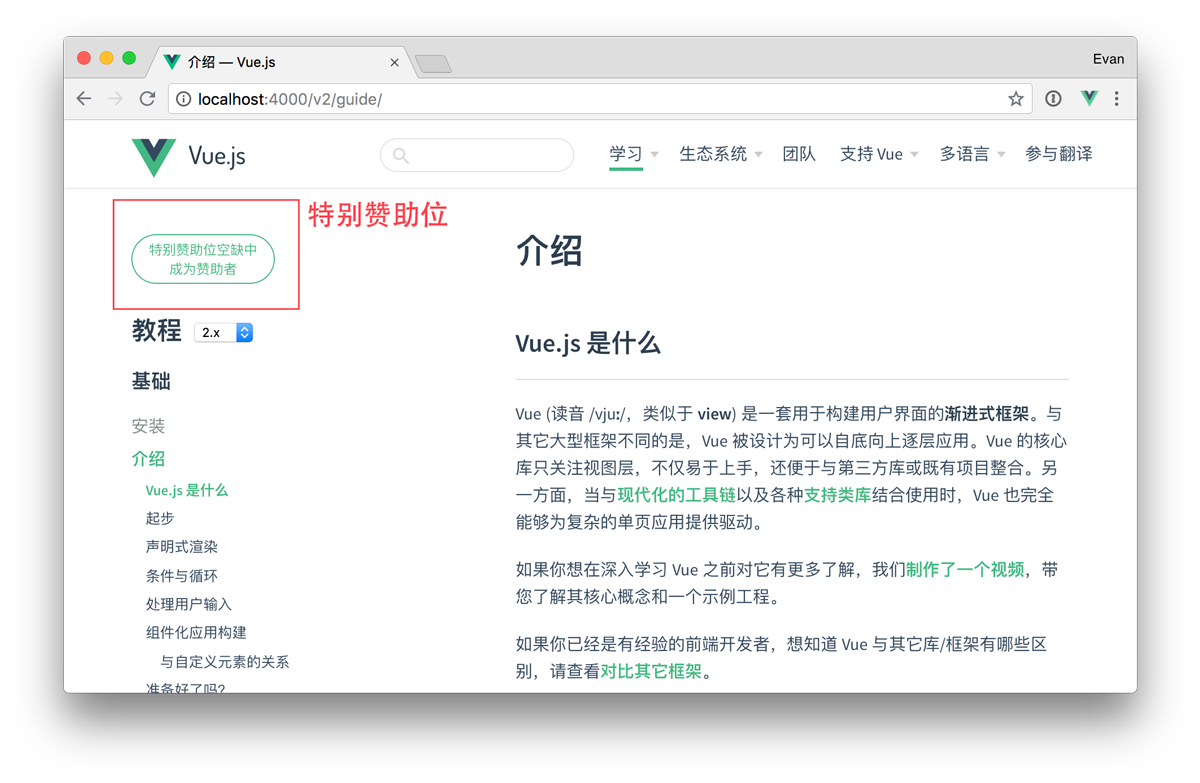 介绍 — Vue.js
Evan
localhost:4000/v2/guide/
Vue.js
学习
生态系统
团队
支持 Vue
多语言
参与翻译
特别赞助位
特别赞助位空缺中
成为赞助者
教程
2.x
基础
安装
介绍
Vue.js 是什么
起步
声明式渲染
条件与循环
处理用户输入
组件化应用构建
与自定义元素的关系
准备好了吗?
介绍
Vue.js 是什么
Vue (读音 /vjuː/，类似于 view) 是一套用于构建用户界面的渐进式框架。与
其它大型框架不同的是，Vue 被设计为可以自底向上逐层应用。Vue 的核心
库只关注视图层，不仅易于上手，还便于与第三方库或既有项目整合。另
一方面，当与现代化的工具链以及各种支持类库结合使用时，Vue 也完全
能够为复杂的单页应用提供驱动。
如果你想在深入学习 Vue 之前对它有更多了解，我们制作了一个视频，带
您了解其核心概念和一个示例工程。
如果你已经是有经验的前端开发者，想知道 Vue 与其它库/框架有哪些区
别，请查看对比其它框架。